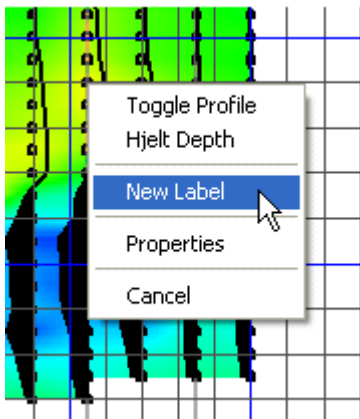 Toggle Profile
Hjelt Depth
New Label
Properties
Cancel